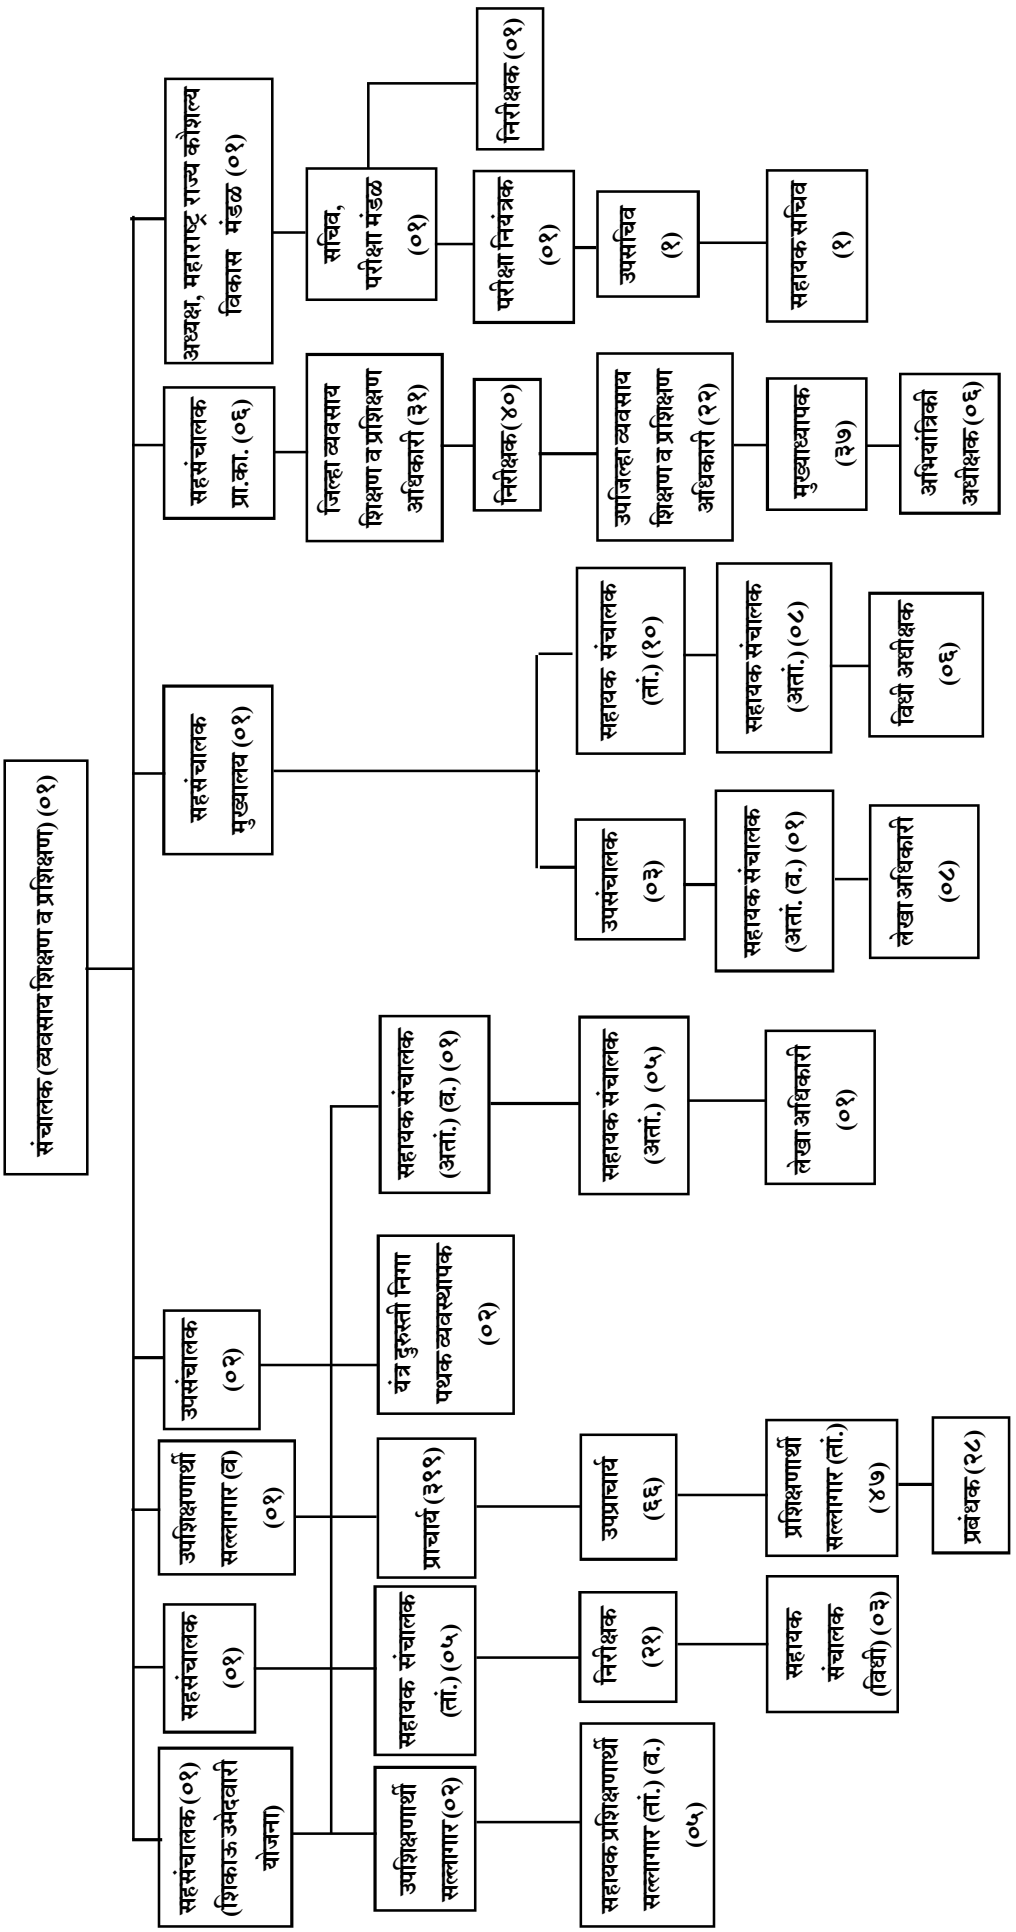 संचालक (व्यवसाय शिक्षण व प्रशिक्षण) (०१)
सहसंचालक (०१)
(शिकाऊ उमेदवारी
योजना)
सहसंचालक
(०१)
उपशिक्षणार्थी
सल्लागार (व)
(०१)
उपसंचालक
(०२)
सहसंचालक
मुख्यालय (०१)
सहसंचालक
प्रा.का. (०६)
अध्यक्ष, महाराष्ट्र राज्य कौशल्य
विकास मंडळ (०१)
उपशिक्षणार्थी
सल्लागार (०२)
सहायक संचालक
(तां.) (०५)
प्राचार्य (३९९)
यंत्र दुरुस्ती निगा
पथक व्यवस्थापक
(०२)
सहायक संचालक
(अतां.) (व.) (०१)
जिल्हा व्यवसाय
शिक्षण व प्रशिक्षण
अधिकारी (३१)
सचिव,
परीक्षा मंडळ
(०१)
निरीक्षक (०१)
सहायक प्रशिक्षणार्थी
सल्लागार (तां.) (व.)
(०५)
निरीक्षक
(२१)
उपप्राचार्य
(६६)
सहायक संचालक
(अतां.) (०५)
उपसंचालक
(०३)
सहायक संचालक
(तां.) (१०)
निरीक्षक (४०)
परीक्षा नियंत्रक
(०१)
सहायक
संचालक
(विधी) (०३)
प्रशिक्षणार्थी
सल्लागार (तां.)
(४७)
लेखा अधिकारी
(०१)
सहायक संचालक
(अतां. (व.) (०१)
सहायक संचालक
(अतां.) (०८)
उपजिल्हा व्यवसाय
शिक्षण व प्रशिक्षण
अधिकारी (२२)
उपसचिव
(१)
प्रबंधक (२८)
लेखा अधिकारी
(०८)
विधी अधीक्षक
(०६)
मुख्याध्यापक
(३७)
सहायक सचिव
(१)
अभियांत्रिकी
अधीक्षक (०६)